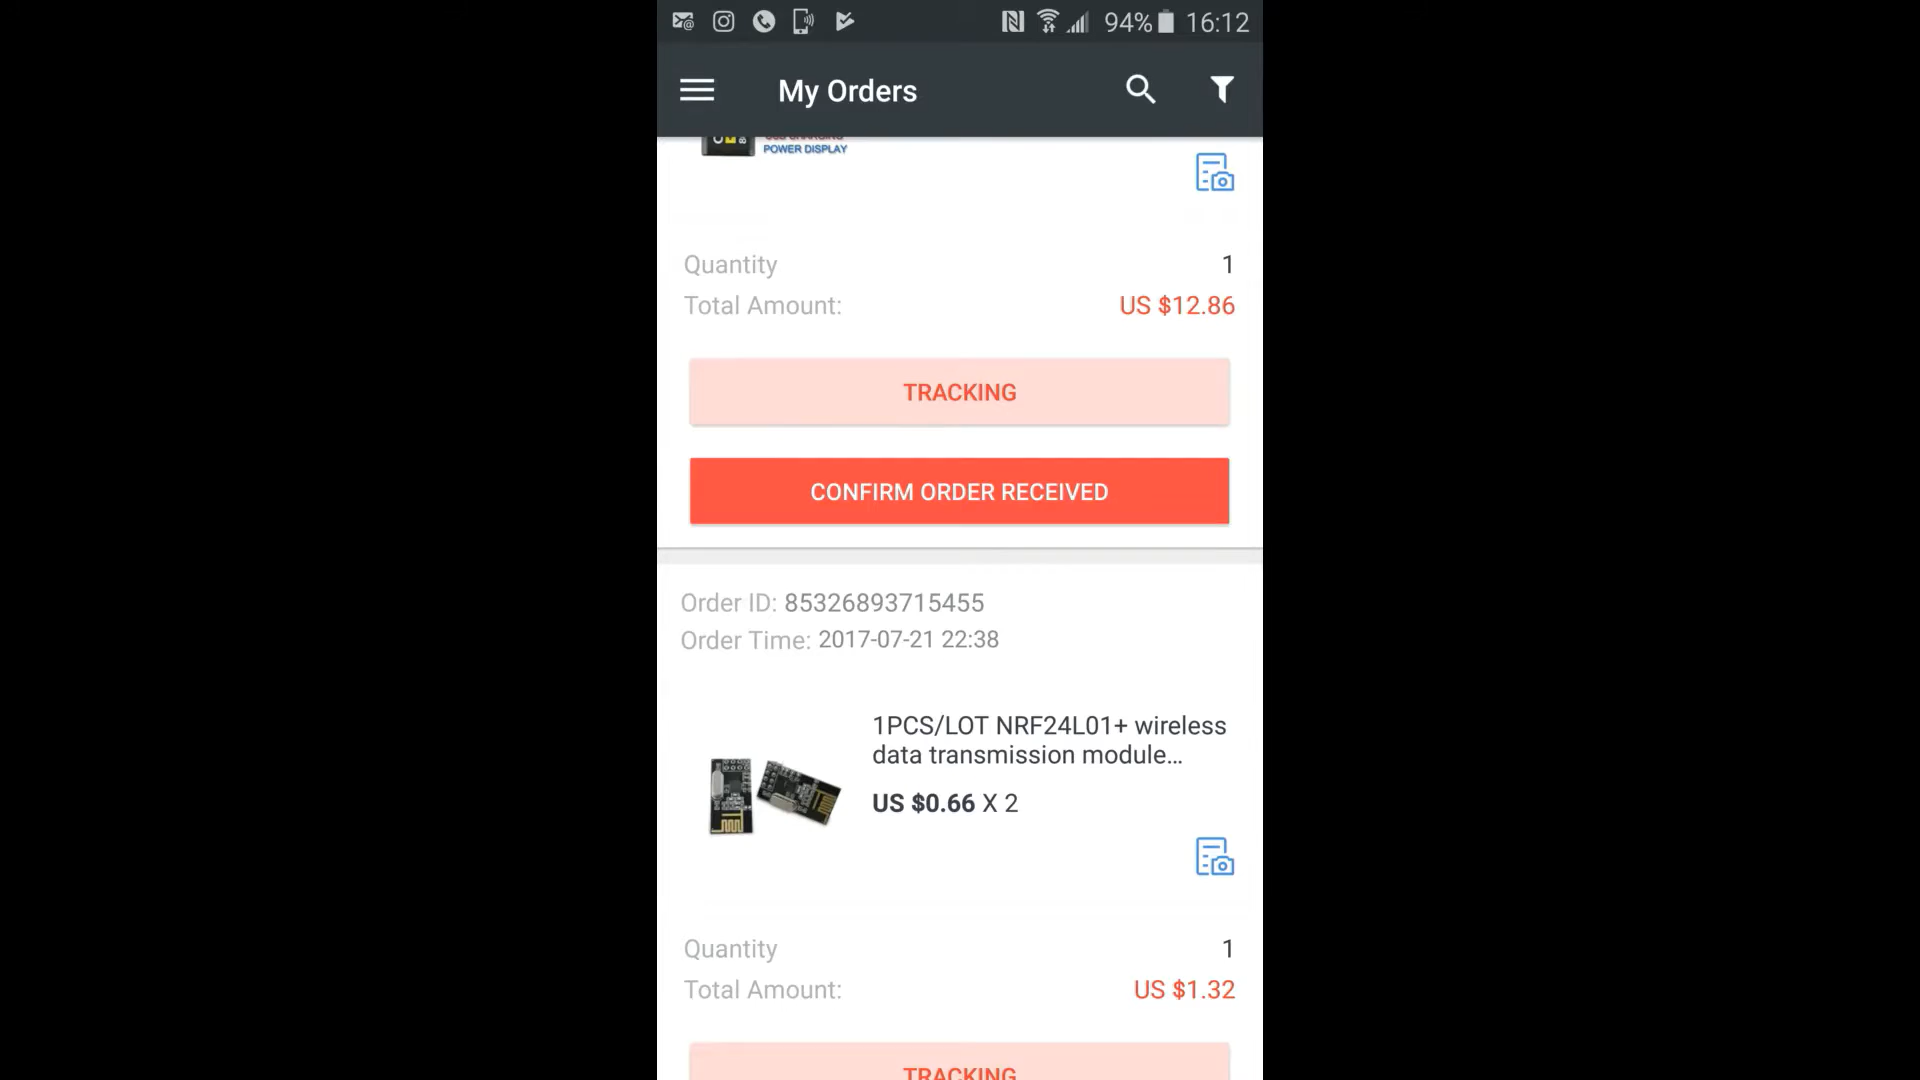 94% 16:12
My Orders
POWER DISPLAY
Quantity 1
Total Amount: US $12.86
TRACKING
CONFIRM ORDER RECEIVED
Order ID: 85326893715455
Order Time: 2017-07-21 22:38
1PCS/LOT NRF24L01+ wireless
data transmission module...
US $0.66 X 2
Quantity 1
Total Amount: US $1.32
TRACKING